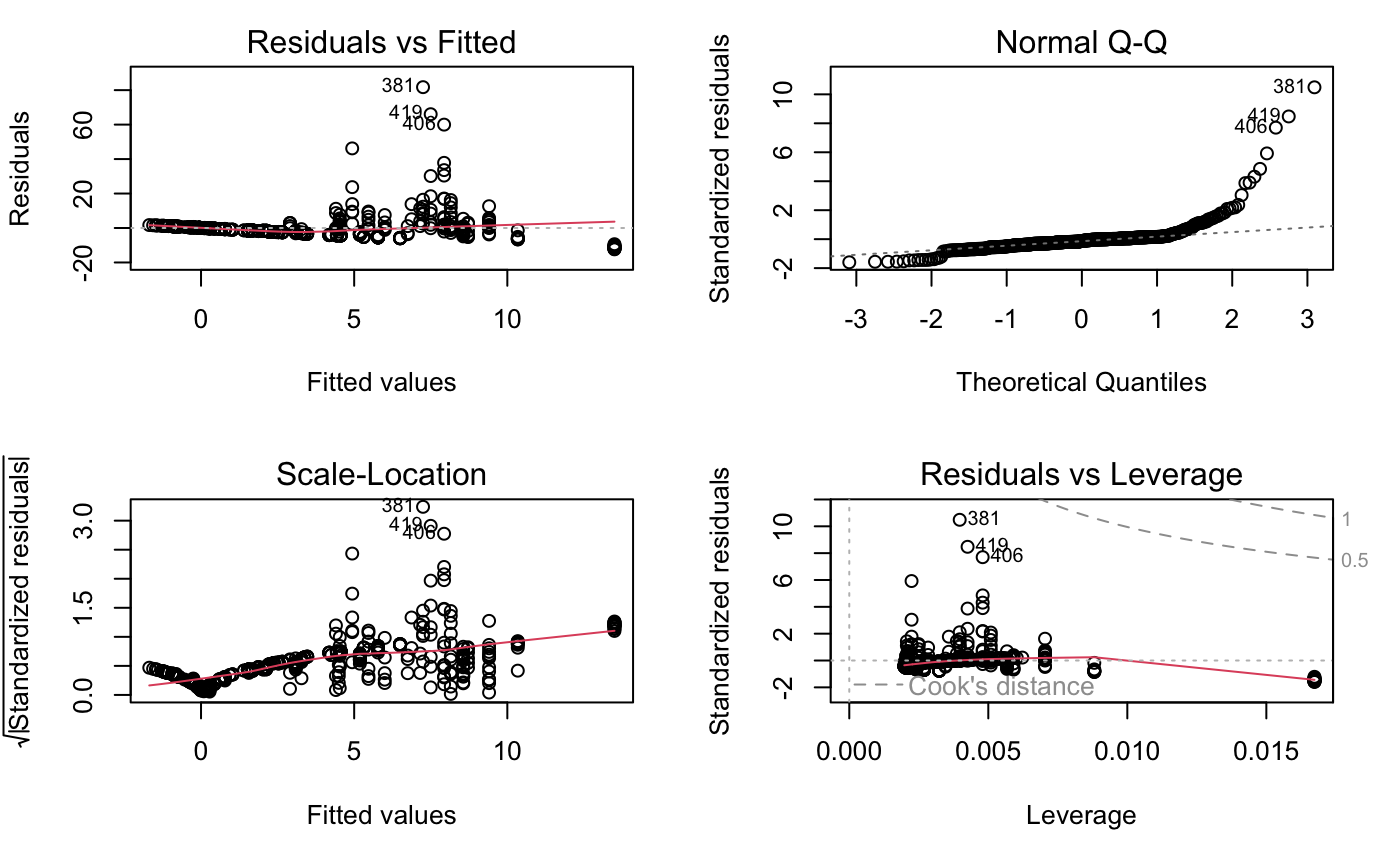 Residuals vs Fitted
Residuals
-20 20 60
381
419
406
0 5 10
Fitted values
Normal Q-Q
Standardized residuals
-2 2 6 10
381
419
406
-3 -2 -1 0 1 2 3
Theoretical Quantiles
Scale-Location
√|Standardized residuals|
0.0 1.5 3.0
381
419
406
0 5 10
Fitted values
Residuals vs Leverage
Standardized residuals
-2 2 6 10
381
419
406
1
0.5
Cook's distance
0.000 0.005 0.010 0.015
Leverage